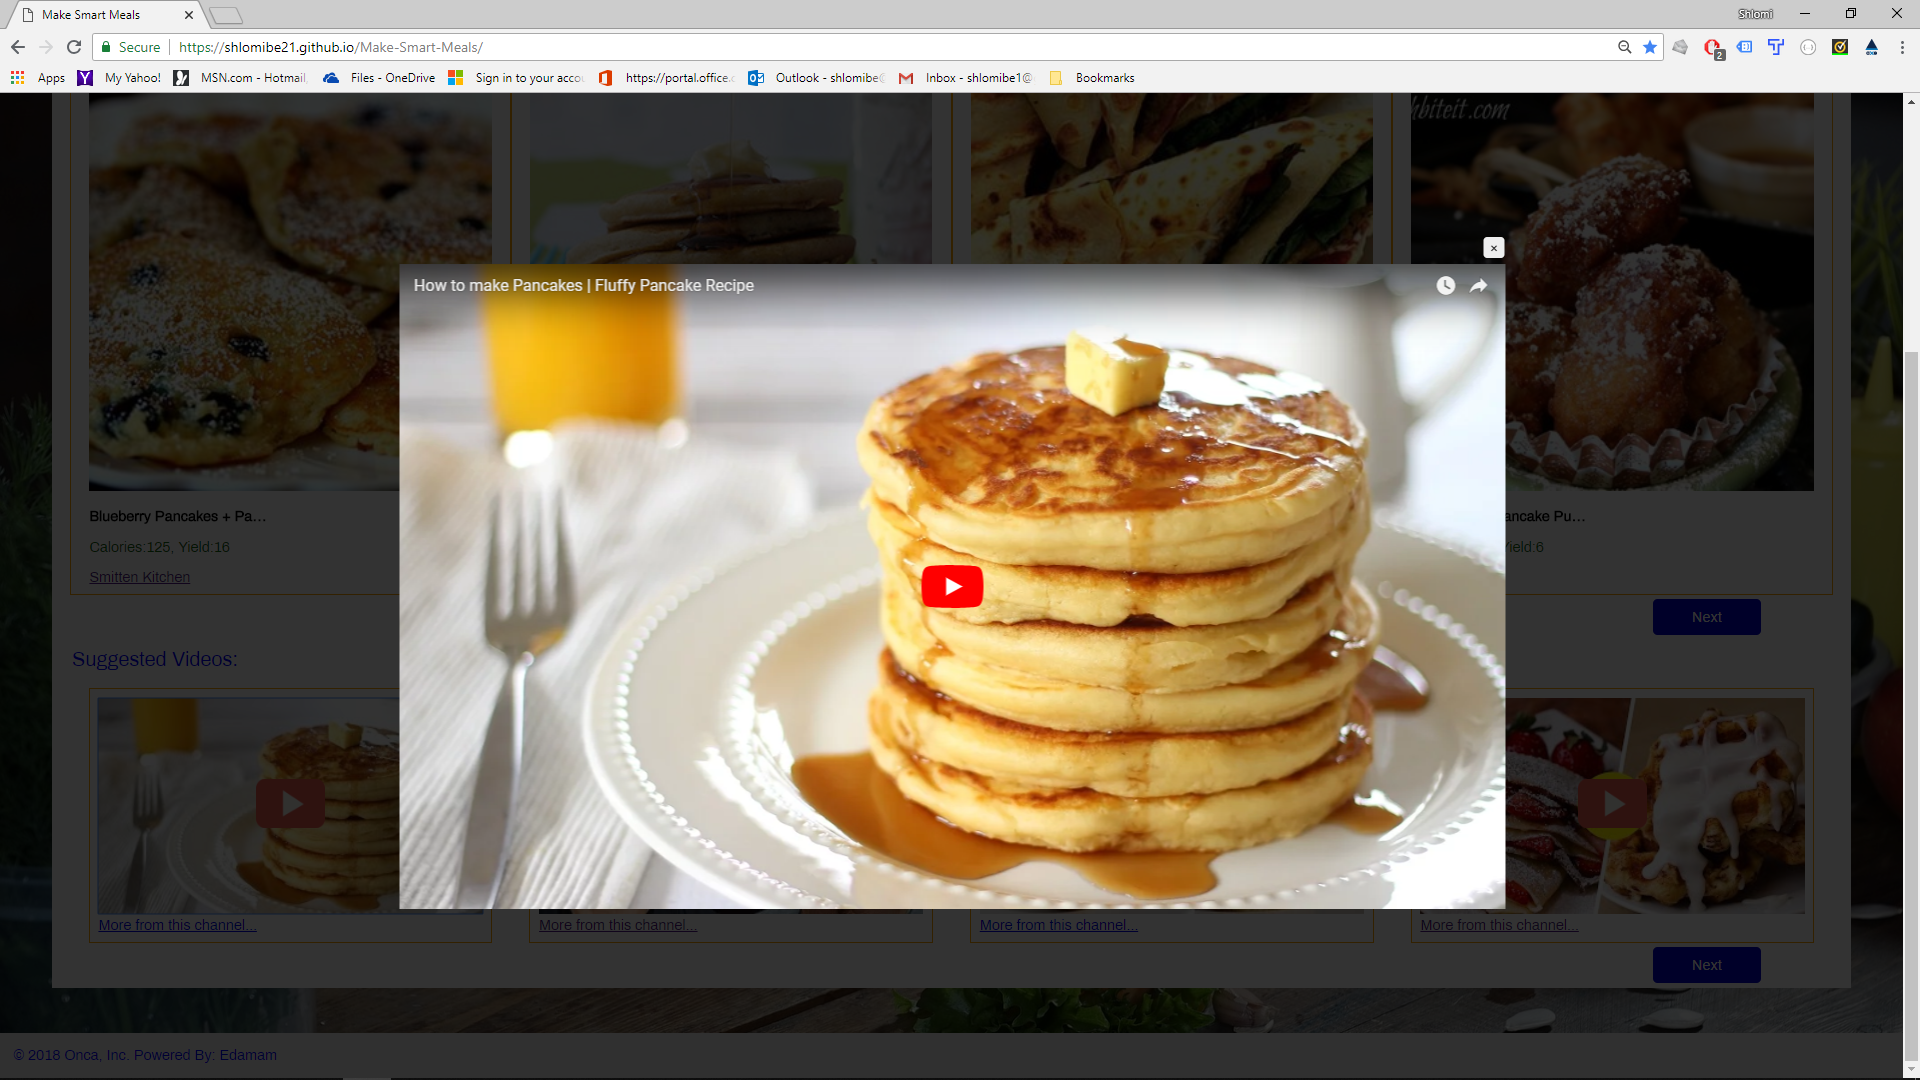 Make Smart Meals
Shlomi
Secure
https://shlomibe21.github.io/Make-Smart-Meals/
2
Apps
My Yahoo!
MSN.com - Hotmail
Files - OneDrive
Sign in to your accou
https://portal.office.c
Outlook - shlomibe
Inbox - shlomibe1@
Bookmarks
hbiteit.com
How to make Pancakes | Fluffy Pancake Recipe
Blueberry Pancakes + Pa...
ancake Pu...
Calories:125, Yield:16
Yield:6
Smitten Kitchen
Next
Suggested Videos:
More from this channel...
More from this channel...
More from this channel...
More from this channel...
Next
© 2018 Onca, Inc. Powered By: Edamam